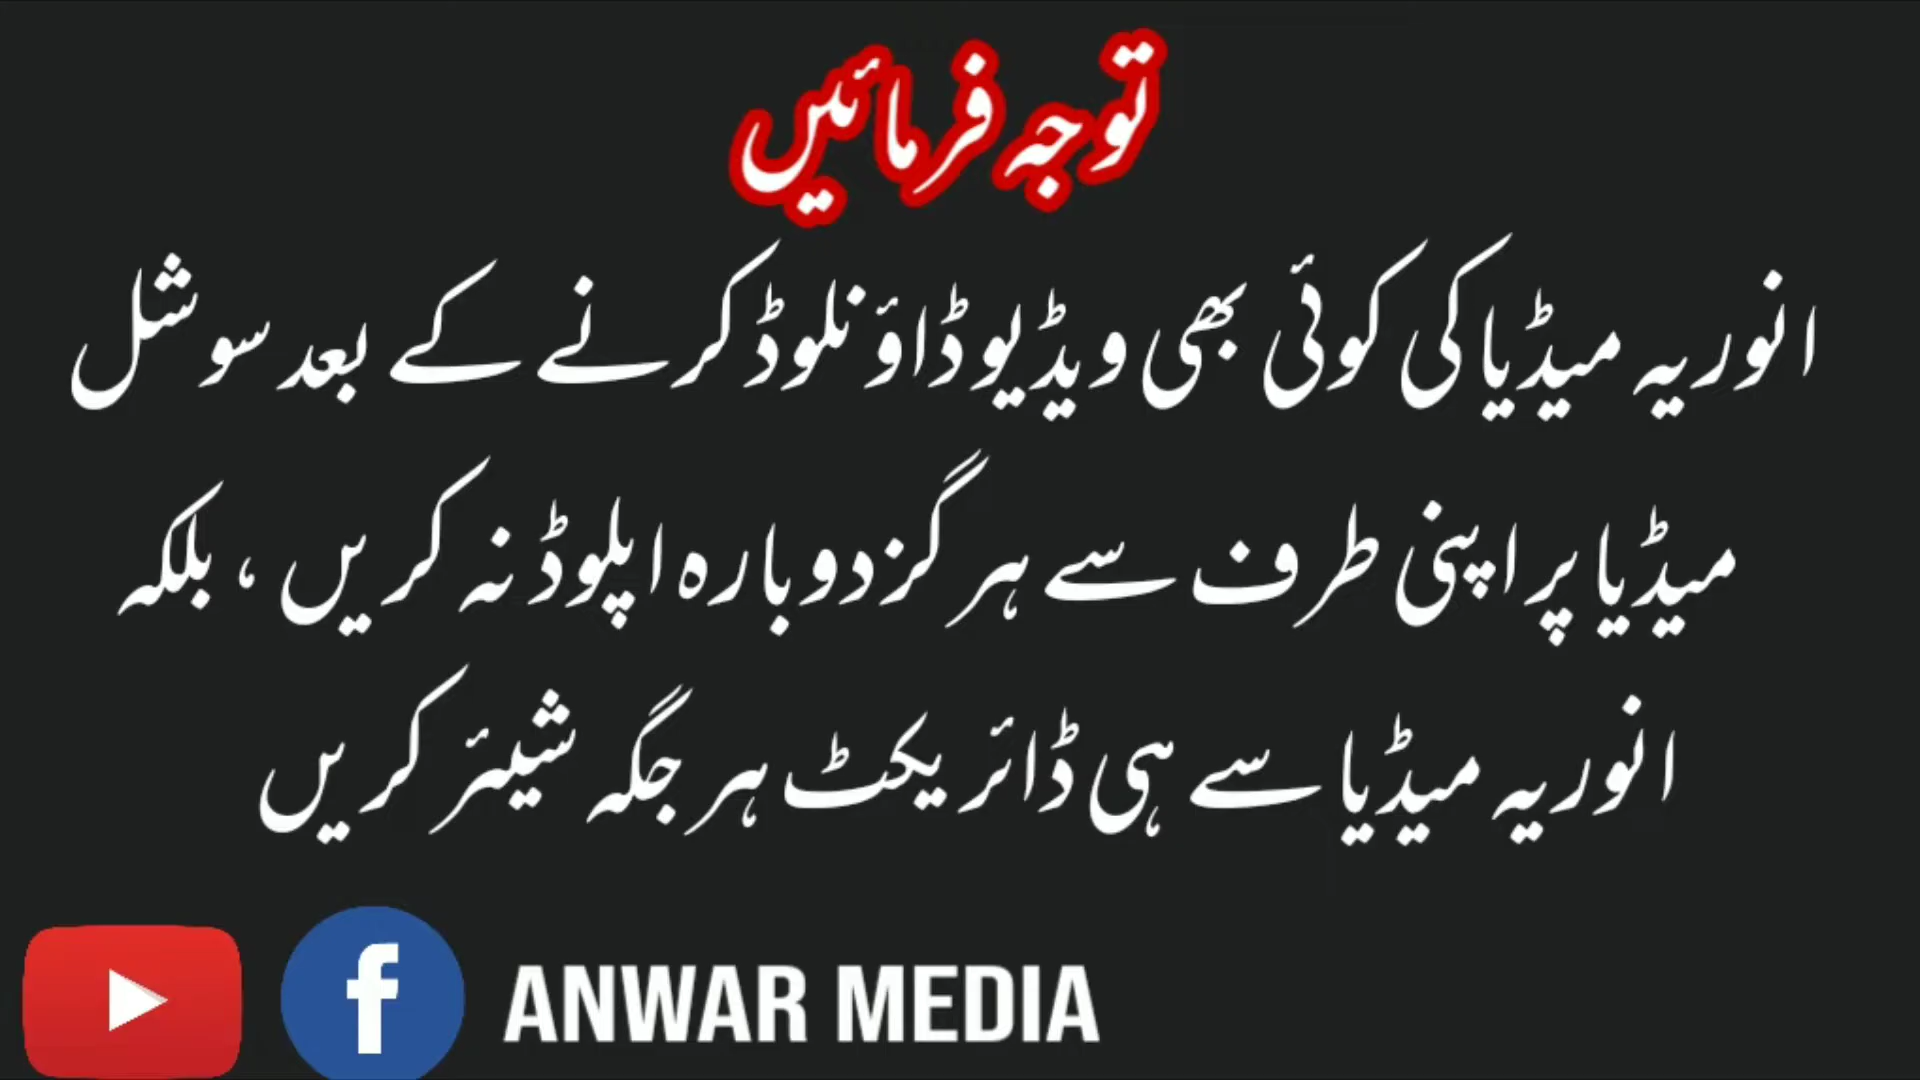 توجہ فرمائیں
انوریہ میڈیا کی کوئی بھی ویڈیو ڈاؤنلوڈ کرنے کے بعد سوشل
میڈیا پر اپنی طرف سے ہرگز دوبارہ اپلوڈ نہ کریں ، بلکہ
انوریہ میڈیا سے ہی ڈائریکٹ ہر جگہ شیئر کریں
ANWAR MEDIA